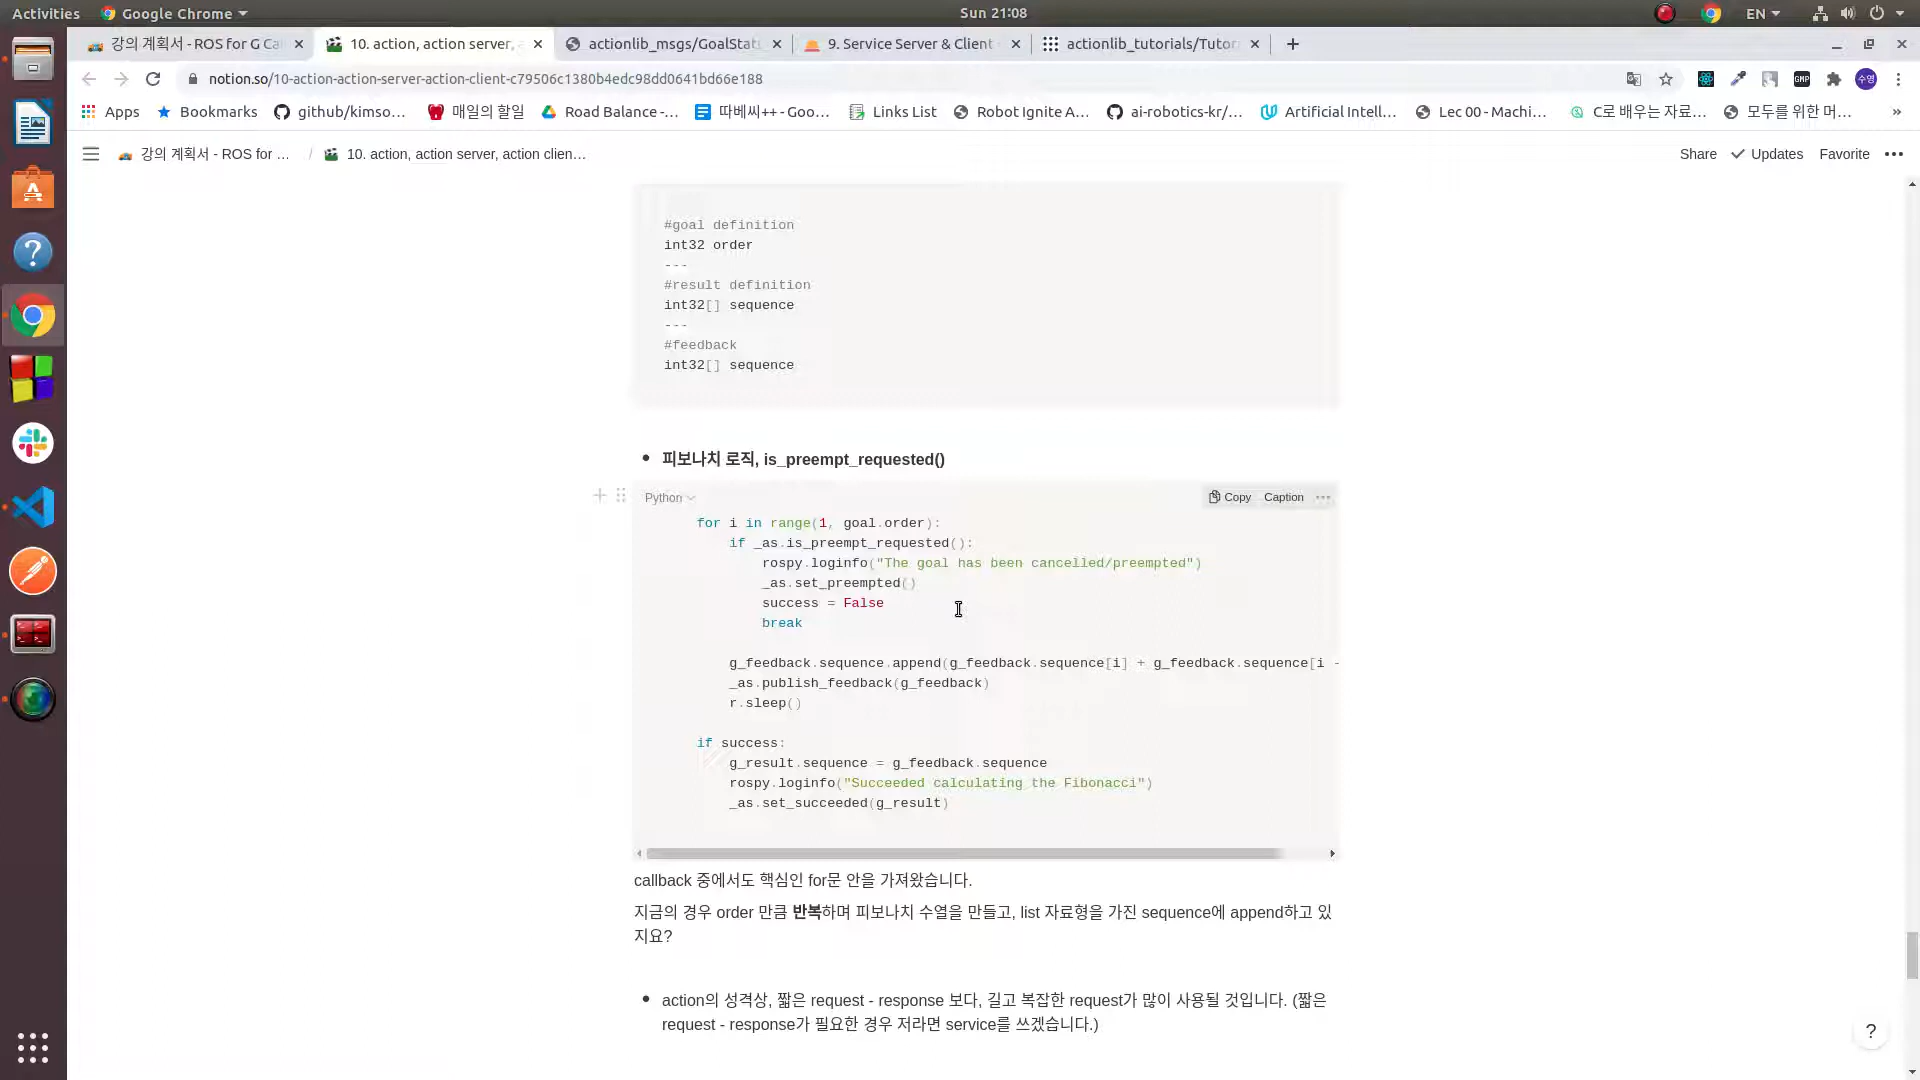 Activities
Google Chrome
Sun 21:08
EN
강의 계획서 - ROS for G Ca
10. action, action server,
actionlib_msgs/GoalStat
9. Service Server & Client
actionlib_tutorials/Tutor
notion.so/10-action-action-server-action-client-c79506c1380b4edc98dd0641bd66e188
GMP
수영
Apps
Bookmarks
github/kimso...
매일의 할일
Road Balance -...
따베씨++ - Goo...
Links List
Robot Ignite A...
ai-robotics-kr/...
Artificial Intell...
Lec 00 - Machi...
C로 배우는 자료...
모두를 위한 머...
»
강의 계획서 - ROS for ...
/
10. action, action server, action clien...
Share
Updates
Favorite
#goal definition
int32 order
---
#result definition
int32[] sequence
---
#feedback
int32[] sequence
• 피보나치 로직, is_preempt_requested()
Python
Copy
Caption
for i in range(1, goal.order):
if _as.is_preempt_requested():
rospy.loginfo("The goal has been cancelled/preempted")
_as.set_preempted()
success = False
break
g_feedback.sequence.append(g_feedback.sequence[i] + g_feedback.sequence[i -
_as.publish_feedback(g_feedback)
r.sleep()
if success:
g_result.sequence = g_feedback.sequence
rospy.loginfo("Succeeded calculating the Fibonacci")
_as.set_succeeded(g_result)
callback 중에서도 핵심인 for문 안을 가져왔습니다.
지금의 경우 order 만큼 반복하며 피보나치 수열을 만들고, list 자료형을 가진 sequence에 append하고 있
지요?
• action의 성격상, 짧은 request - response 보다, 길고 복잡한 request가 많이 사용될 것입니다. (짧은
request - response가 필요한 경우 저라면 service를 쓰겠습니다.)
?